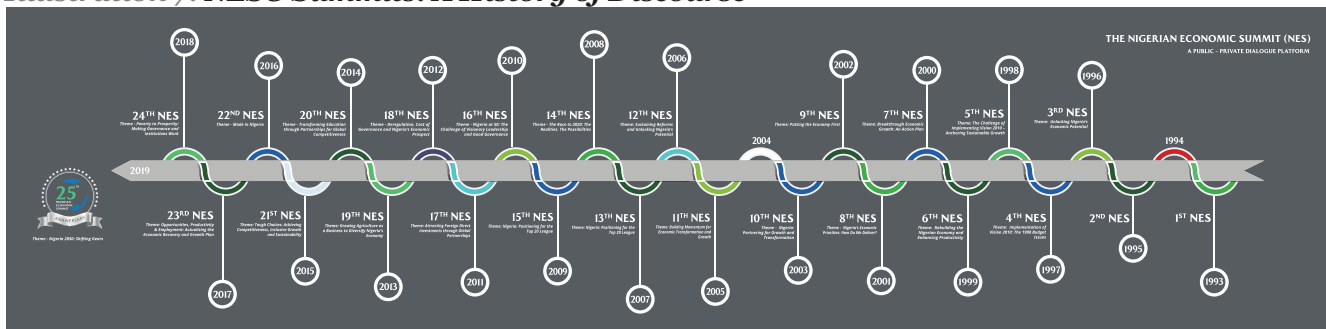 NESG Summits: A History of Discourse
THE NIGERIAN ECONOMIC SUMMIT (NES)
A PUBLIC - PRIVATE DIALOGUE PLATFORM
2018
24TH NES
Theme - Poverty to Prosperity:
Making Governance and
Institutions Work
2016
22ND NES
Theme - Made in Nigeria
2014
20TH NES
Theme - Transforming Education
through Partnerships for Global
Competitiveness
2012
18TH NES
Theme - Deregulation, Cost of
Governance and Nigeria's Economic
Prospect
2010
16TH NES
Theme - Nigeria at 50: The
Challenge of Visionary Leadership
and Good Governance
2008
14TH NES
Theme - The Race to 2020: The
Realities. The Possibilities
2006
12TH NES
Theme: Sustaining Reforms
and Unlocking Nigeria's
Potential
2004
2002
9TH NES
Theme: Putting the Economy First
2000
7TH NES
Theme: Breakthrough Economic
Growth: An Action Plan
1998
5TH NES
Theme: The Challenge of
Implementing Vision 2010 -
Anchoring Sustainable Growth
1996
3RD NES
Theme: Unlocking Nigeria's
Economic Potential
1994
2019
25TH
NIGERIAN
ECONOMIC
SUMMIT
ANNIVERSARY
Theme - Nigeria 2050: Shifting Gears
23RD NES
Theme: Opportunities, Productivity
& Employment: Actualizing the
Economic Recovery and Growth Plan
2017
21ST NES
Theme: Tough Choices: Achieving
Competitiveness, Inclusive Growth
and Sustainability
2015
19TH NES
Theme: Growing Agriculture as
a Business to Diversify Nigeria's
Economy
2013
17TH NES
Theme: Attracting Foreign Direct
Investments through Global
Partnerships
2011
15TH NES
Theme: Nigeria: Positioning for the
Top 20 League
2009
13TH NES
Theme: Nigeria: Positioning for the
Top 20 League
2007
11TH NES
Theme: Building Momentum for
Economic Transformation and
Growth
2005
10TH NES
Theme: - Nigeria:
Partnering for Growth and
Transformation
2003
8TH NES
Theme - Nigeria's Economic
Priorities: How Do We Deliver?
2001
6TH NES
Theme: Rebuilding the
Nigerian Economy and
Enhancing Productivity
1999
4TH NES
Theme: Implementation of
Vision 2010: The 1998 Budget
Issues
1997
2ND NES
1995
1ST NES
1993